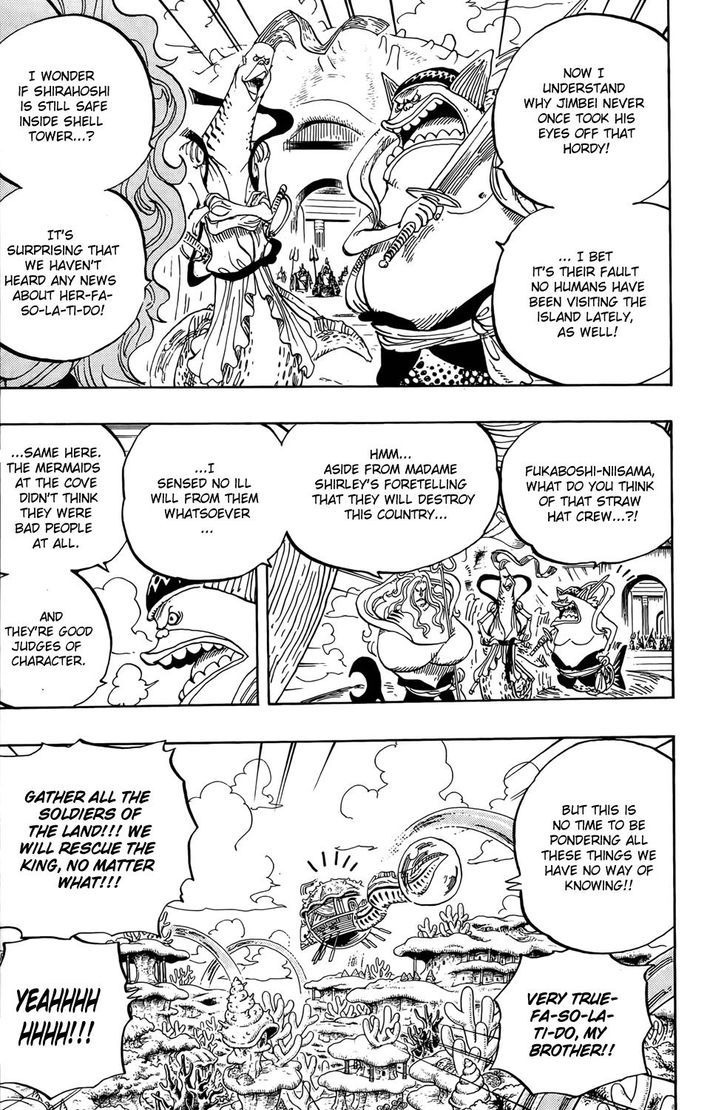 NOW I
UNDERSTAND
WHY JIMBEI NEVER
ONCE TOOK HIS
EYES OFF THAT
HORDY!
... I BET
IT'S THEIR FAULT
NO HUMANS HAVE
BEEN VISITING THE
ISLAND LATELY,
AS WELL!
I WONDER
IF SHIRAHOSHI
IS STILL SAFE
INSIDE SHELL
TOWER...?
IT'S
SURPRISING THAT
WE HAVEN'T
HEARD ANY NEWS
ABOUT HER-FA-
SO-LA-TI-DO!
FUKABOSHI-NIISAMA,
WHAT DO YOU THINK
OF THAT STRAW
HAT CREW...?!
HMM...
ASIDE FROM MADAME
SHIRLEY'S FORETELLING
THAT THEY WILL DESTROY
THIS COUNTRY...
...I
SENSED NO ILL
WILL FROM THEM
WHATSOEVER
...
...SAME HERE.
THE MERMAIDS
AT THE COVE
DIDN'T THINK
THEY WERE
BAD PEOPLE
AT ALL.
AND
THEY'RE GOOD
JUDGES OF
CHARACTER.
BUT THIS IS
NO TIME TO BE
PONDERING ALL
THESE THINGS WE
HAVE NO WAY OF
KNOWING!!
VERY TRUE-
FA-SO-LA-
TI-DO, MY
BROTHER!!
GATHER ALL THE
SOLDIERS OF
THE LAND!!! WE
WILL RESCUE THE
KING, NO MATTER
WHAT!!!
YEAHHHH
HHHH!!!